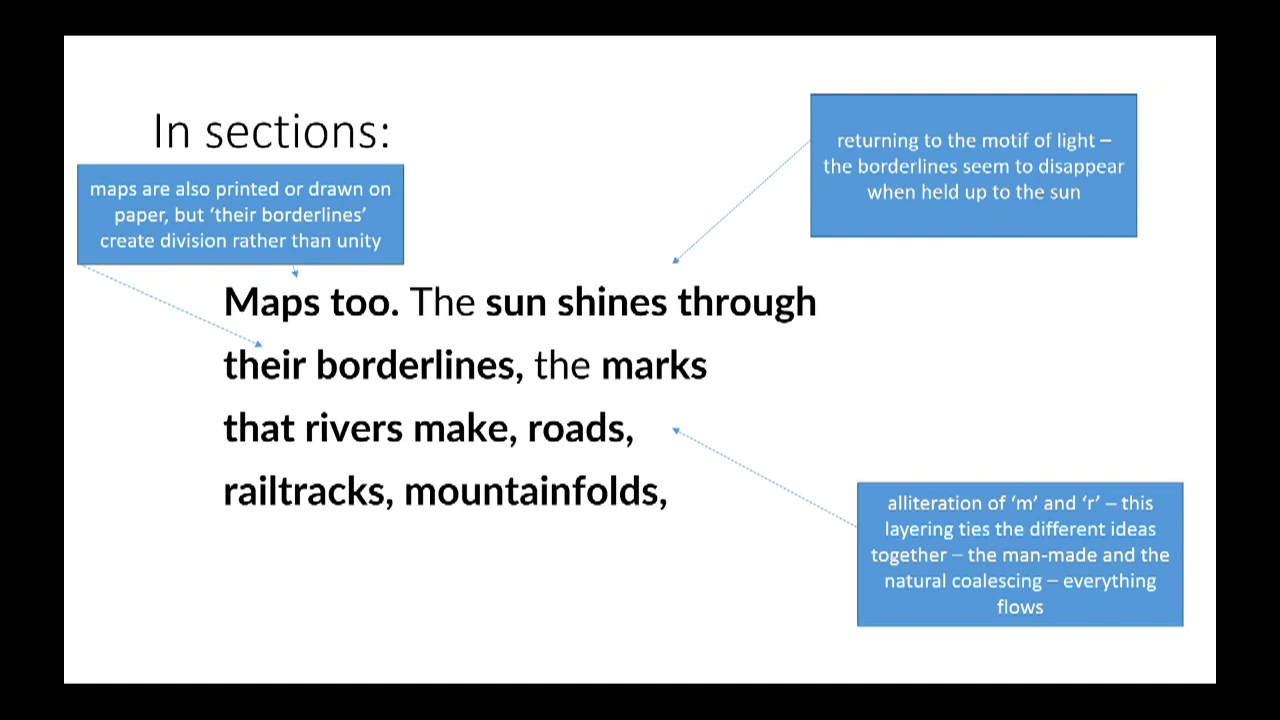 In sections:
returning to the motif of light –
the borderlines seem to disappear
when held up to the sun
maps are also printed or drawn on
paper, but ‘their borderlines’
create division rather than unity
Maps too. The sun shines through
their borderlines, the marks
that rivers make, roads,
railtracks, mountainfolds,
alliteration of ‘m’ and ‘r’ – this
layering ties the different ideas
together – the man-made and the
natural coalescing – everything
flows